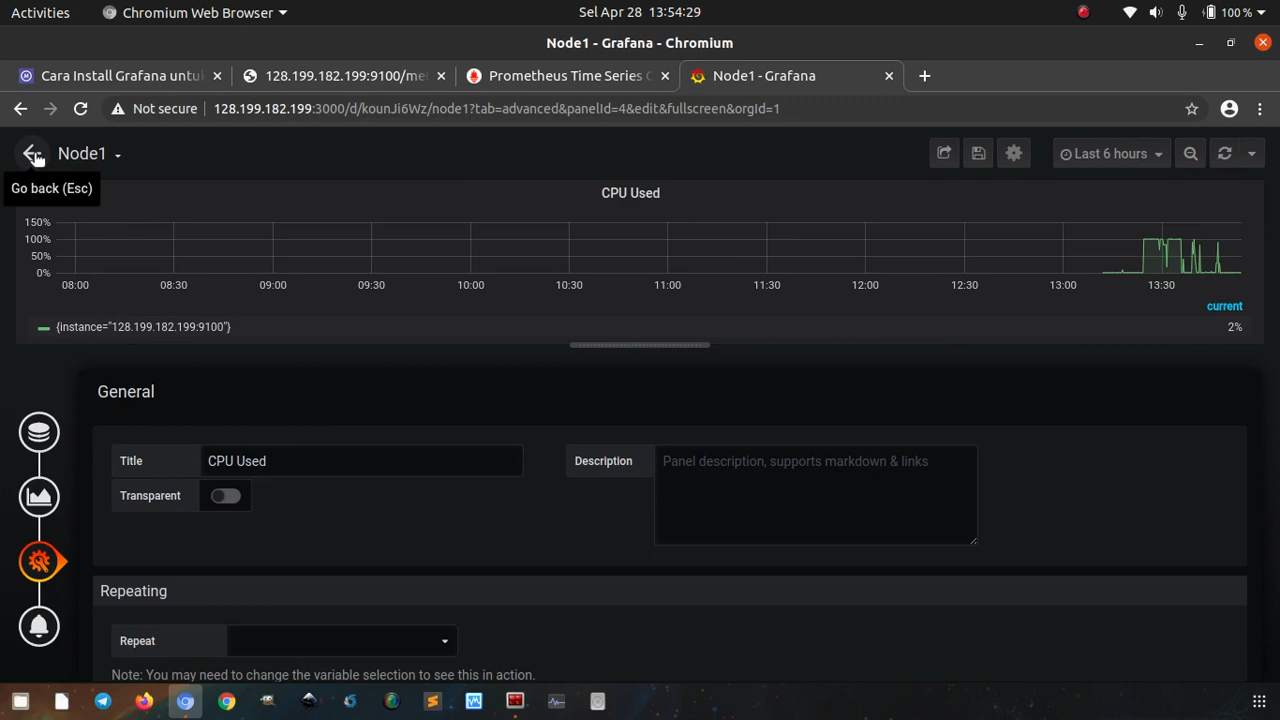 Activities
Chromium Web Browser
Sel Apr 28 13:54:29
100 %
Node1 - Grafana - Chromium
Cara Install Grafana untu
128.199.182.199:9100/me
Prometheus Time Series C
Node1 - Grafana
Not secure
128.199.182.199:3000/d/kounJi6Wz/node1?tab=advanced&panelId=4&edit&fullscreen&orgId=1
Node1
Last 6 hours
Go back (Esc)
CPU Used
150%
100%
50%
0%
08:00 08:30 09:00 09:30 10:00 10:30 11:00 11:30 12:00 12:30 13:00 13:30
current
{instance="128.199.182.199:9100"}
2%
General
Title
CPU Used
Description
Panel description, supports markdown & links
Transparent
Repeating
Repeat
Note: You may need to change the variable selection to see this in action.